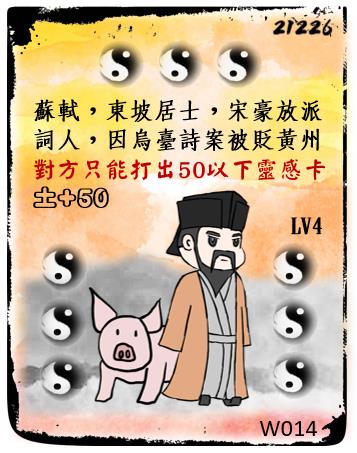 21226
蘇軾，東坡居士，宋豪放派
詞人，因烏臺詩案被貶黃州
對方只能打出50以下靈感卡
土+50
LV4
W014